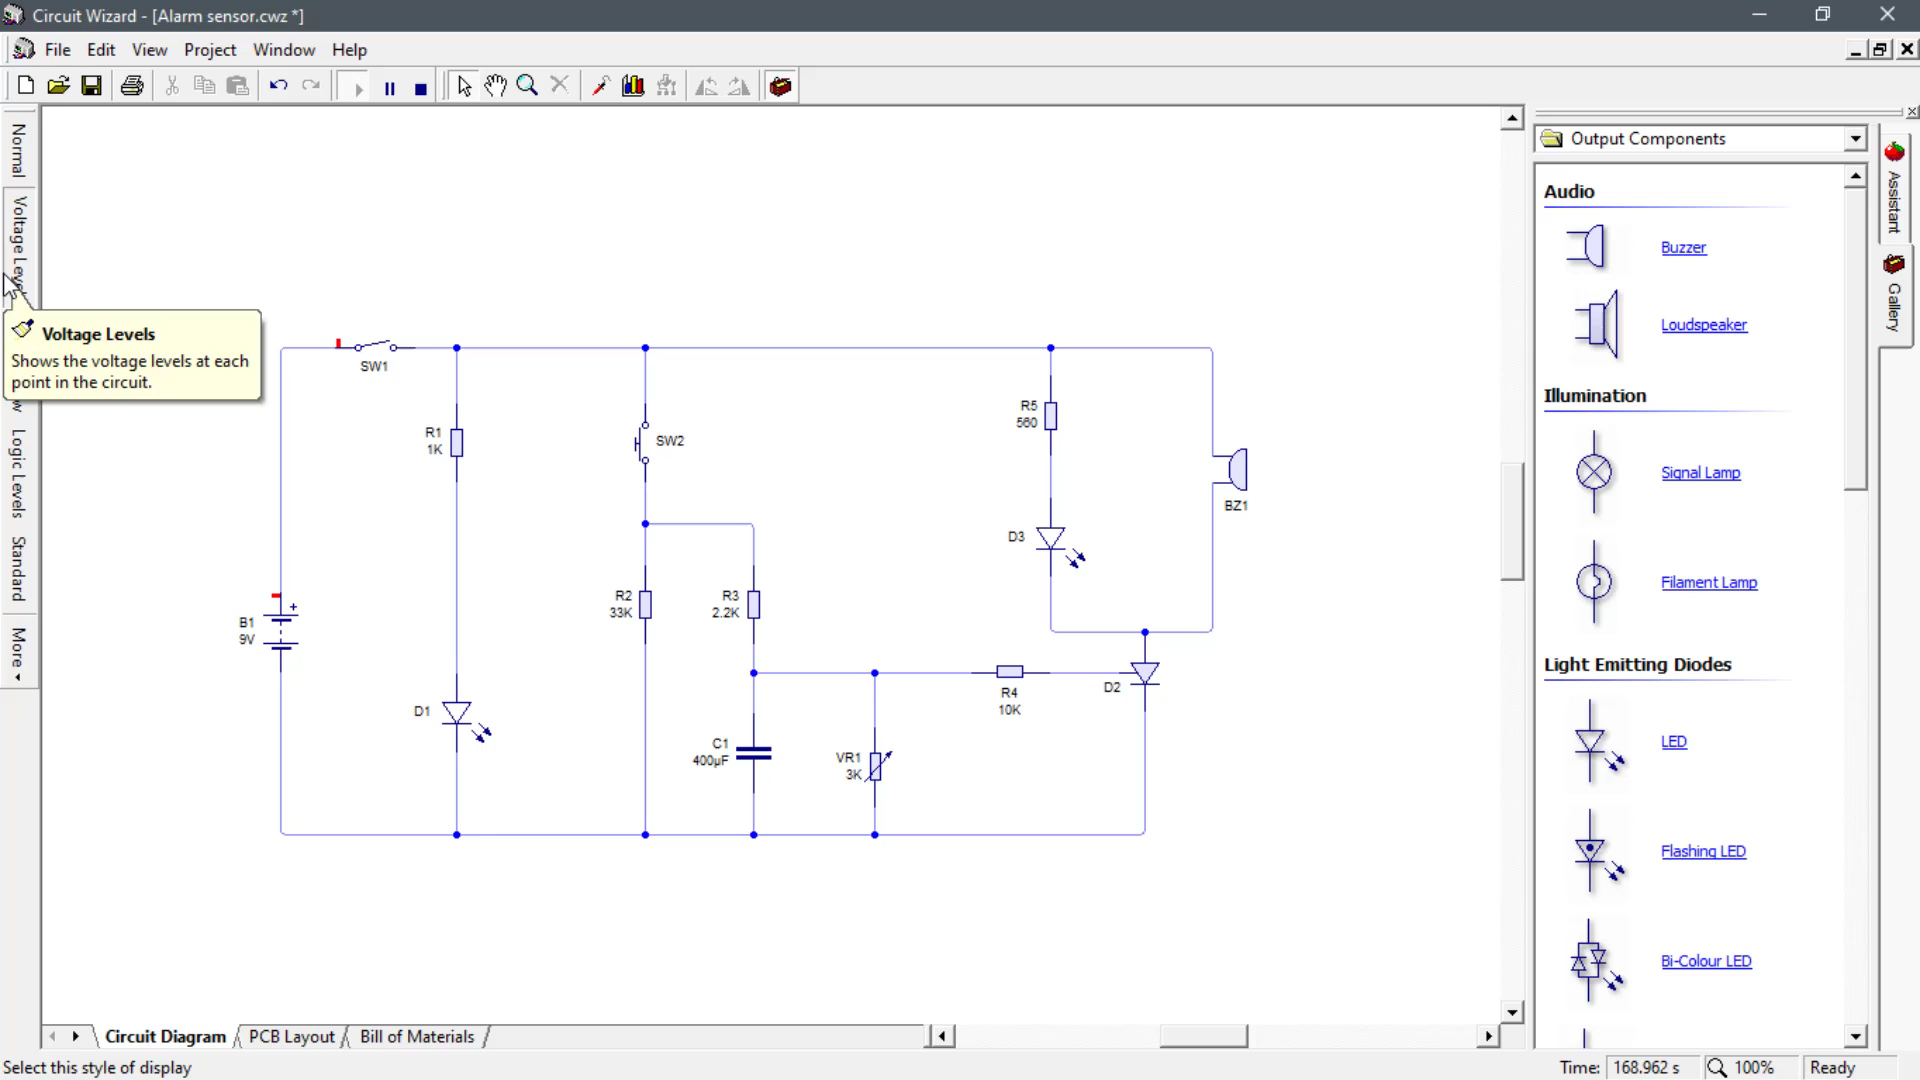 Circuit Wizard - [Alarm sensor.cwz *]
File Edit View Project Window Help
Normal
Voltage Leve
Voltage Levels
Shows the voltage levels at each
point in the circuit.
Logic Levels
Standard
More
SW1
R1
1K
SW2
R5
560
BZ1
D3
B1
9V
R2
33K
R3
2.2K
D1
R4
10K
D2
C1
400µF
VR1
3K
+
Output Components
Audio
Buzzer
Loudspeaker
Illumination
Signal Lamp
Filament Lamp
Light Emitting Diodes
LED
Flashing LED
Bi-Colour LED
Assistant
Gallery
Circuit Diagram PCB Layout Bill of Materials
Select this style of display
Time: 168.962 s 100% Ready